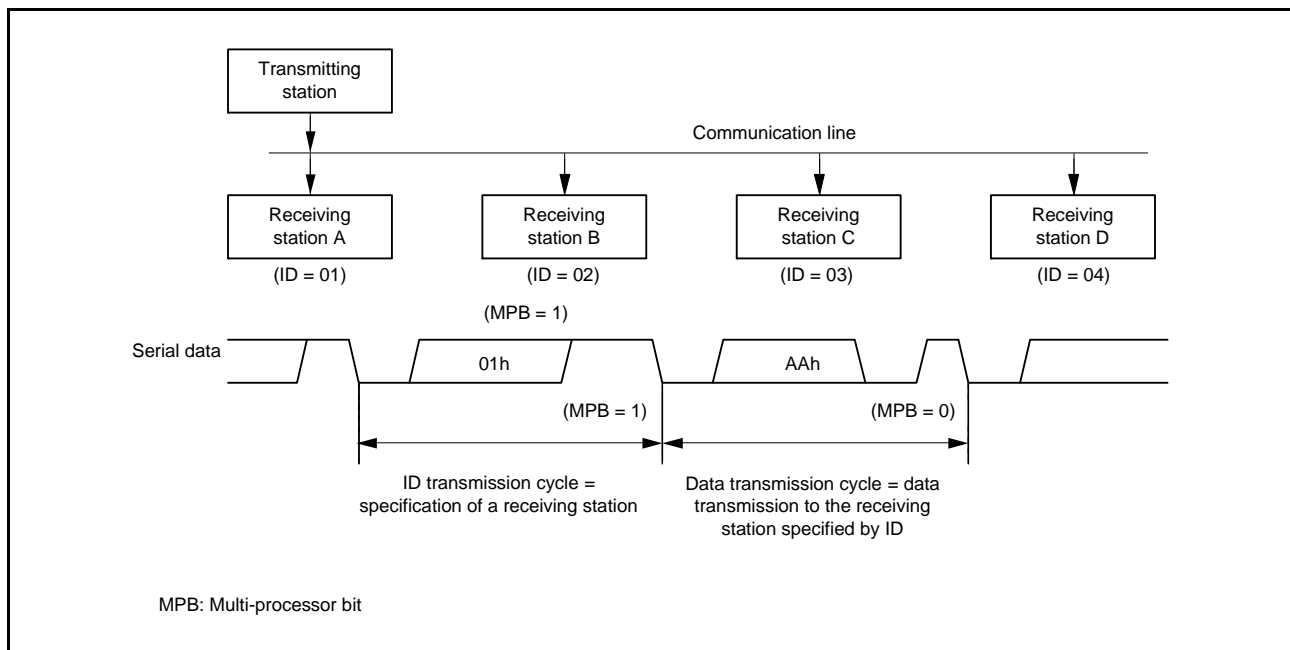 Transmitting
station
Communication line
Receiving
station A
(ID = 01)
Receiving
station B
(ID = 02)
Receiving
station C
(ID = 03)
Receiving
station D
(ID = 04)
(MPB = 1)
Serial data
01h
AAh
(MPB = 1)
(MPB = 0)
ID transmission cycle =
specification of a receiving station
Data transmission cycle = data
transmission to the receiving
station specified by ID
MPB: Multi-processor bit